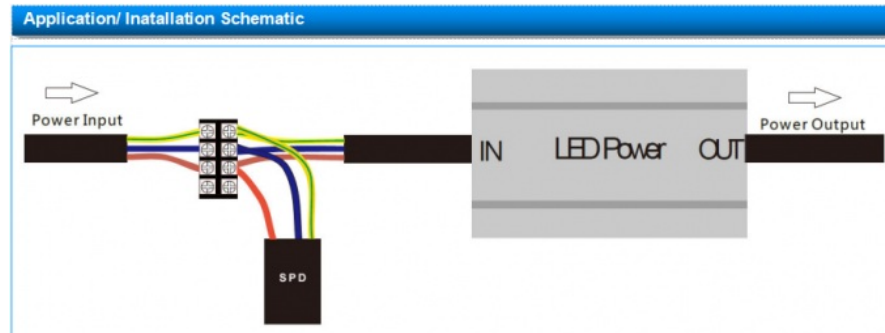 Application/ Inatallation Schematic
Power Input
Power Output
IN
LED Power
OUT
SPD